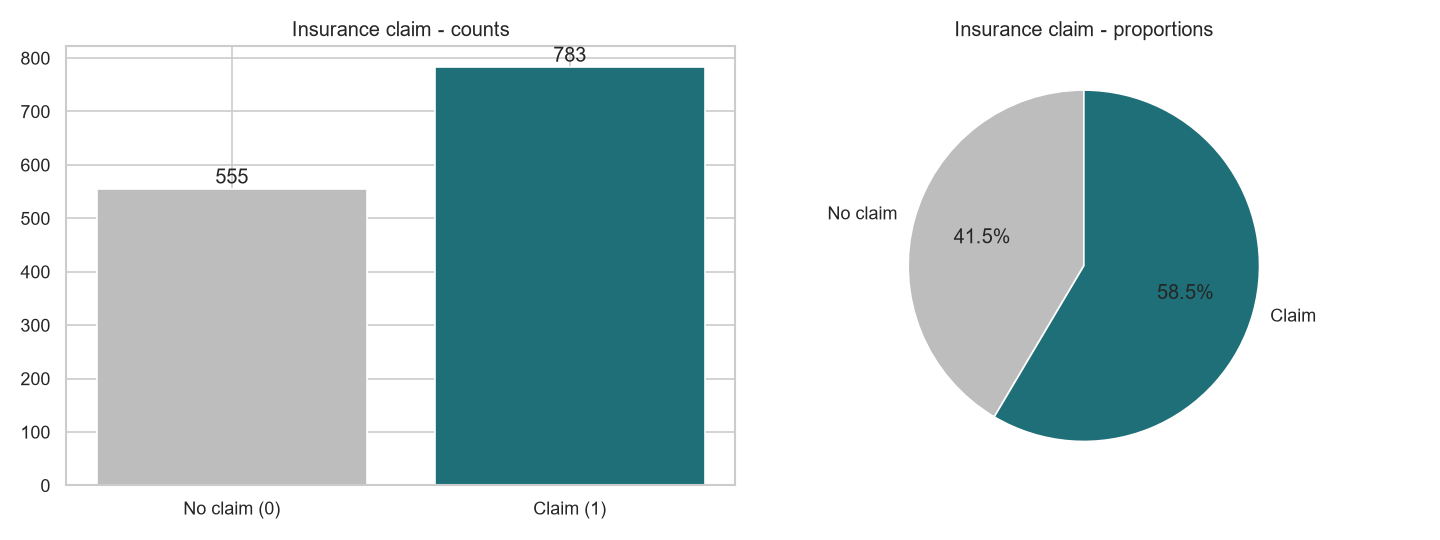 Insurance claim - counts
800
700
600
500
400
300
200
100
0
555
783
No claim (0)
Claim (1)
Insurance claim - proportions
No claim
41.5%
58.5%
Claim